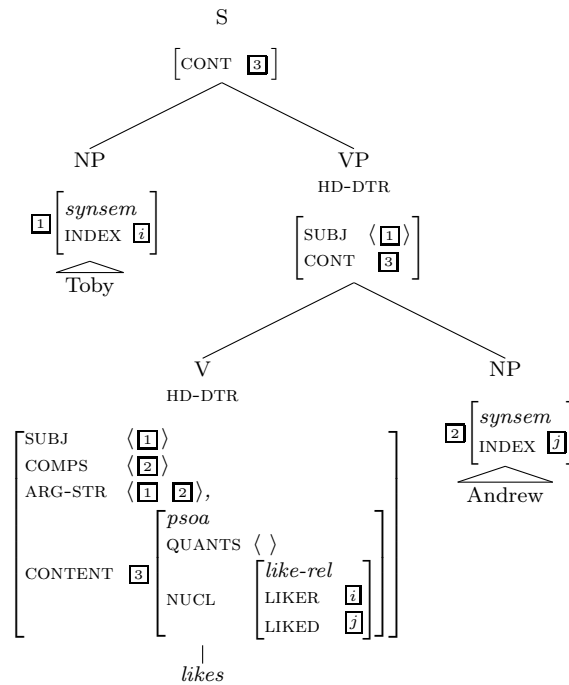 S
[CONT 3]
NP VP
HD-DTR
1 [synsem
INDEX i]
[SUBJ ⟨1⟩
CONT 3]
Toby
V NP
HD-DTR
2 [synsem
INDEX j]
Andrew
[SUBJ ⟨1⟩
COMPS ⟨2⟩
ARG-STR ⟨1 2⟩,
CONTENT 3 [psoa
QUANTS ⟨ ⟩
NUCL [like-rel
LIKER i
LIKED j]]]
likes